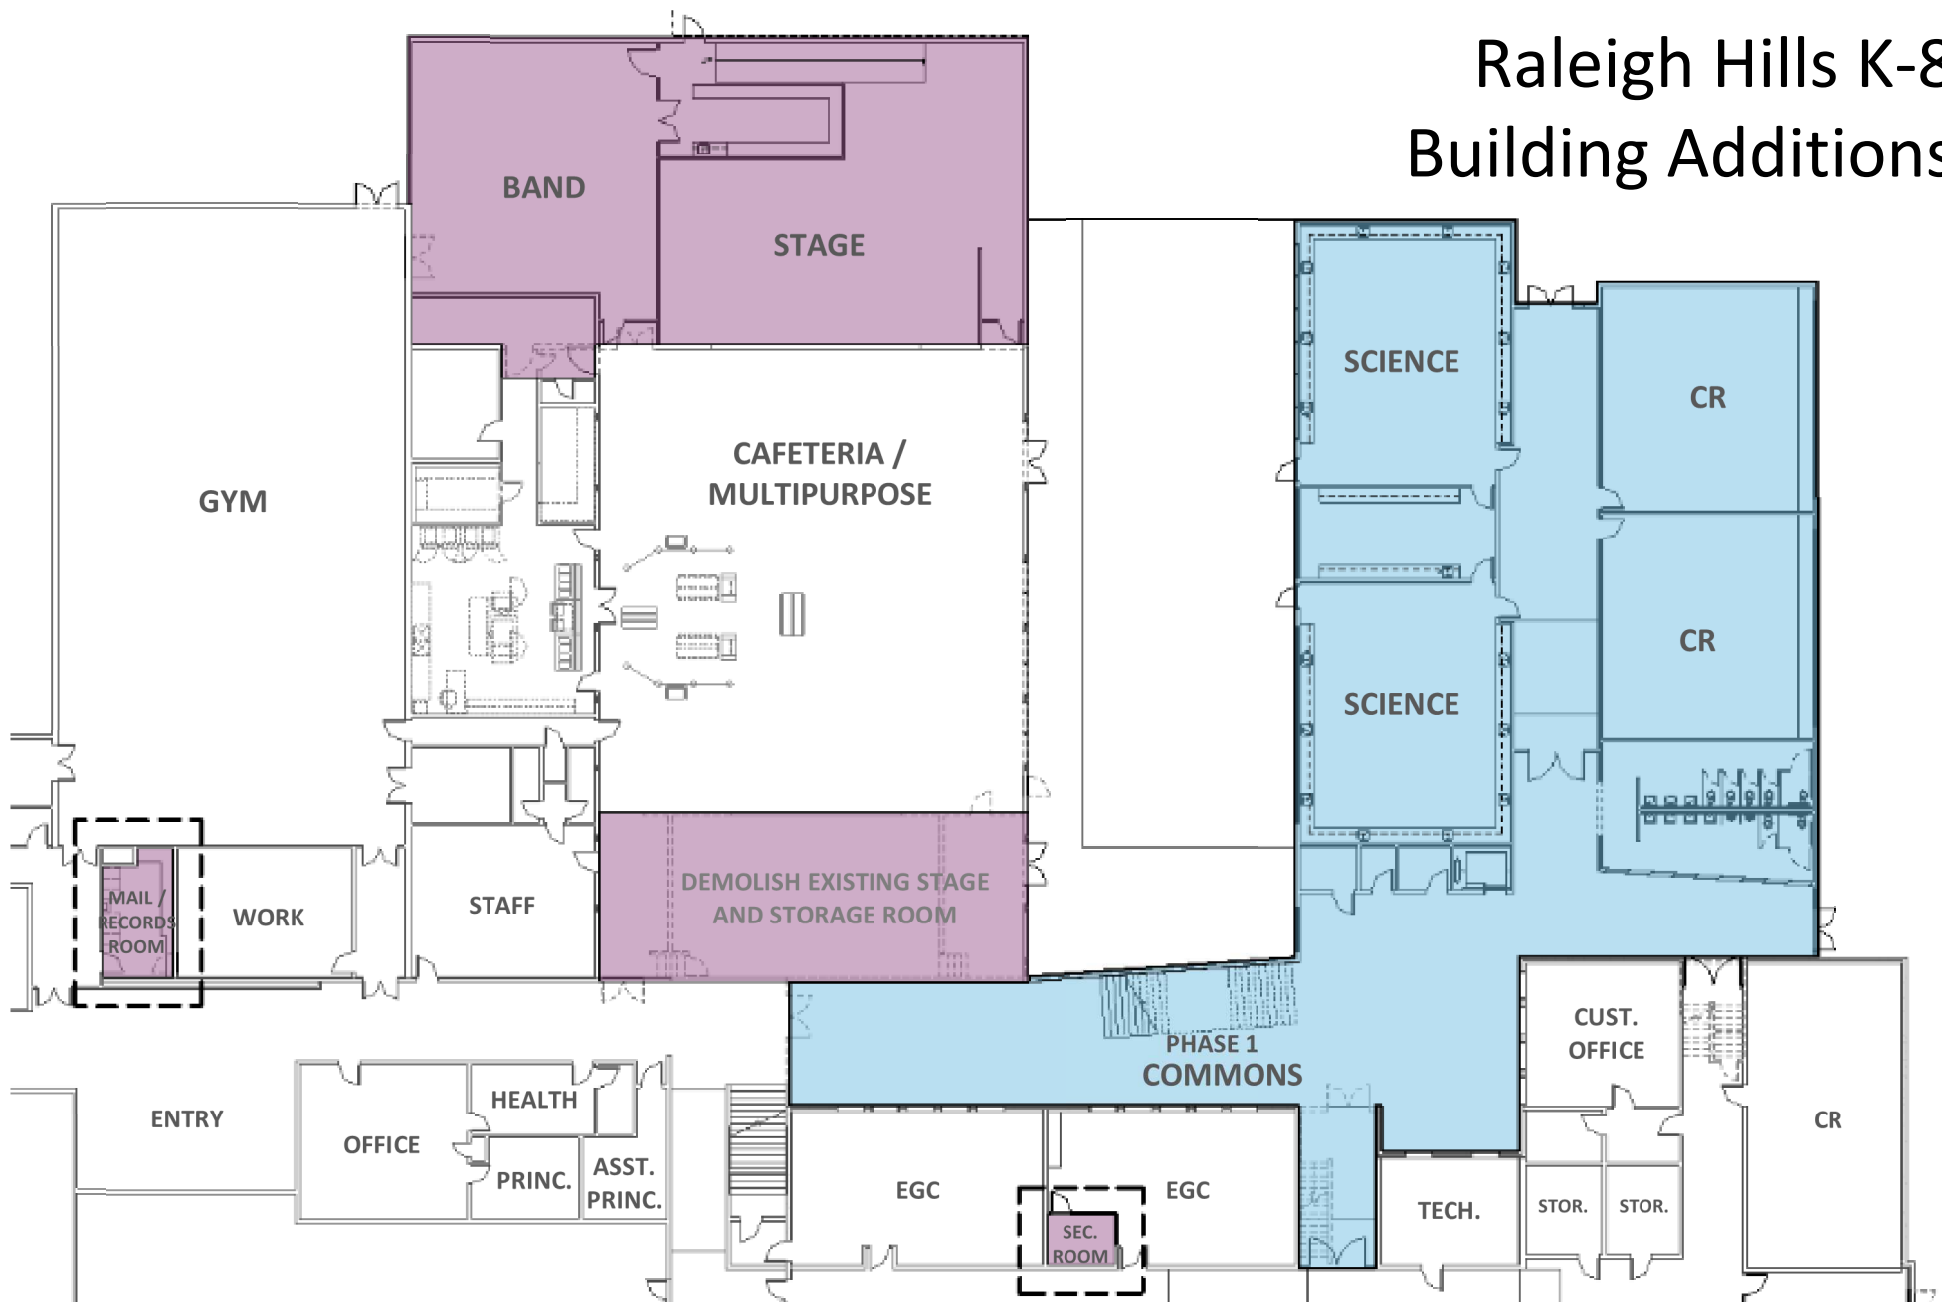 Raleigh Hills K-8
Building Additions
BAND
STAGE
SCIENCE
CR
CAFETERIA /
MULTIPURPOSE
GYM
CR
SCIENCE
DEMOLISH EXISTING STAGE
AND STORAGE ROOM
MAIL /
RECORDS
ROOM
WORK
STAFF
PHASE 1
COMMONS
CUST.
OFFICE
ENTRY
OFFICE
HEALTH
PRINC.
ASST.
PRINC.
EGC
EGC
SEC.
ROOM
TECH.
STOR.
STOR.
CR